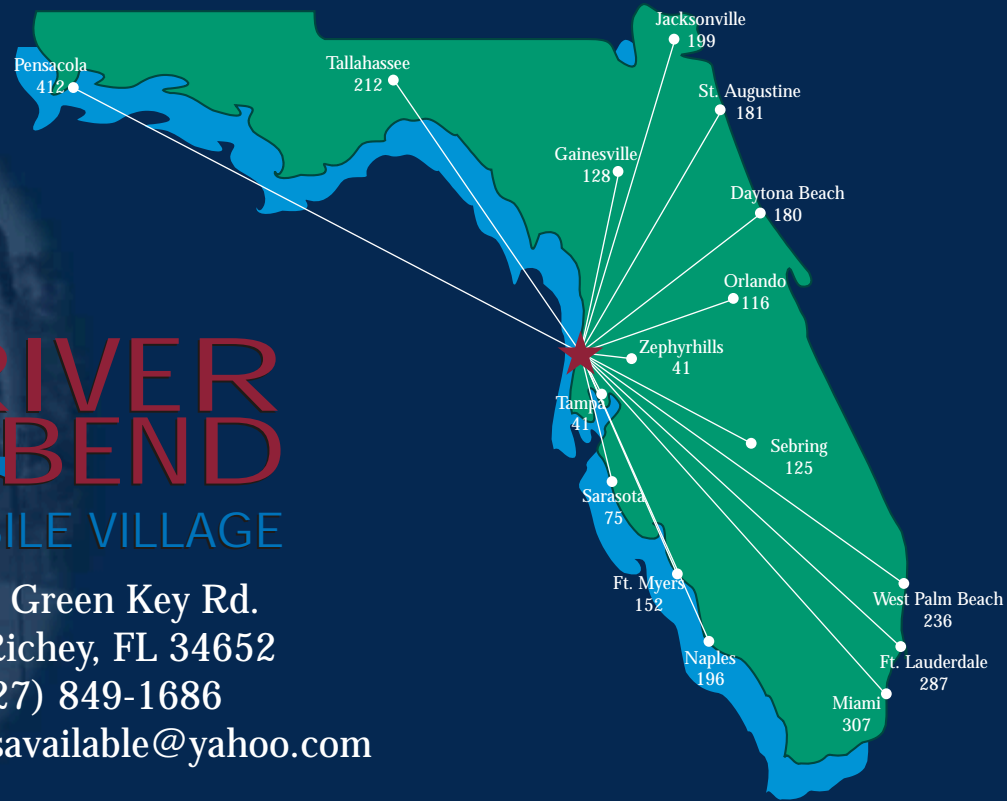 Jacksonville
199
Pensacola
412
Tallahassee
212
St. Augustine
181
Gainesville
128
Daytona Beach
180
Orlando
116
Zephyrhills
41
Tampa
41
Sebring
125
Sarasota
75
Ft. Myers
152
West Palm Beach
236
Naples
196
Ft. Lauderdale
287
Miami
307
RIVER
BEND
BILE VILLAGE
Green Key Rd.
Richey, FL 34652
27) 849-1686
savailable@yahoo.com